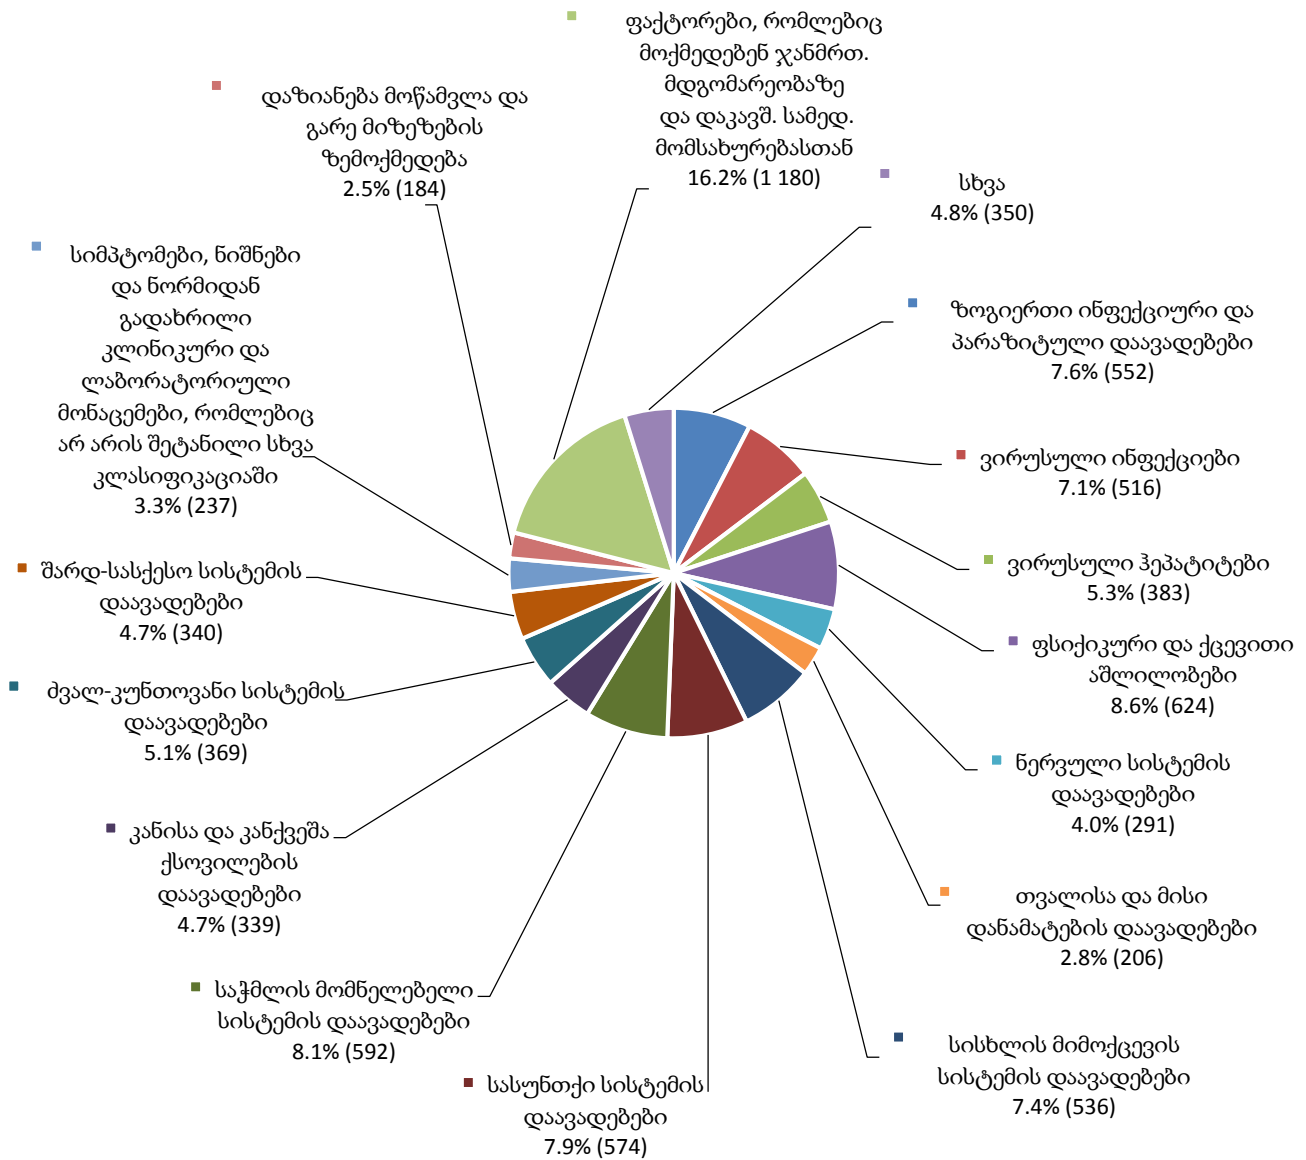 ფაქტორები, რომლებიც
მოქმედებენ ჯანმრთ.
მდგომარეობაზე
და დაკავშ. სამედ.
მომსახურებასთან
16.2% (1 180)
სხვა
4.8% (350)
ზოგიერთი ინფექციური და
პარაზიტული დაავადებები
7.6% (552)
ვირუსული ინფექციები
7.1% (516)
ვირუსული ჰეპატიტები
5.3% (383)
ფსიქიკური და ქცევითი
აშლილობები
8.6% (624)
ნერვული სისტემის
დაავადებები
4.0% (291)
თვალისა და მისი
დანამატების დაავადებები
2.8% (206)
სისხლის მიმოქცევის
სისტემის დაავადებები
7.4% (536)
სასუნთქი სისტემის
დაავადებები
7.9% (574)
საჭმლის მომნელებელი
სისტემის დაავადებები
8.1% (592)
კანისა და კანქვეშა
ქსოვილების
დაავადებები
4.7% (339)
ძვალ-კუნთოვანი სისტემის
დაავადებები
5.1% (369)
შარდ-სასქესო სისტემის
დაავადებები
4.7% (340)
სიმპტომები, ნიშნები
და ნორმიდან
გადახრილი
კლინიკური და
ლაბორატორიული
მონაცემები, რომლებიც
არ არის შეტანილი სხვა
კლასიფიკაციაში
3.3% (237)
დაზიანება მოწამვლა და
გარე მიზეზების
ზემოქმედება
2.5% (184)